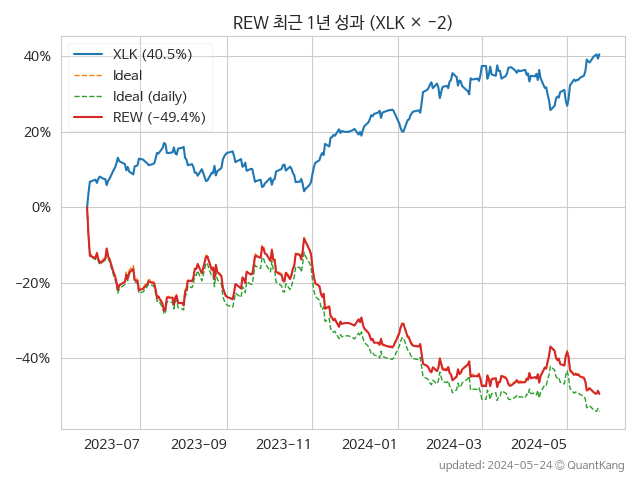 REW 최근 1년 성과 (XLK × −2)
XLK (40.5%)
Ideal
Ideal (daily)
REW (−49.4%)
40%
20%
0%
−20%
−40%
2023-07
2023-09
2023-11
2024-01
2024-03
2024-05
updated: 2024-05-24 © QuantKang